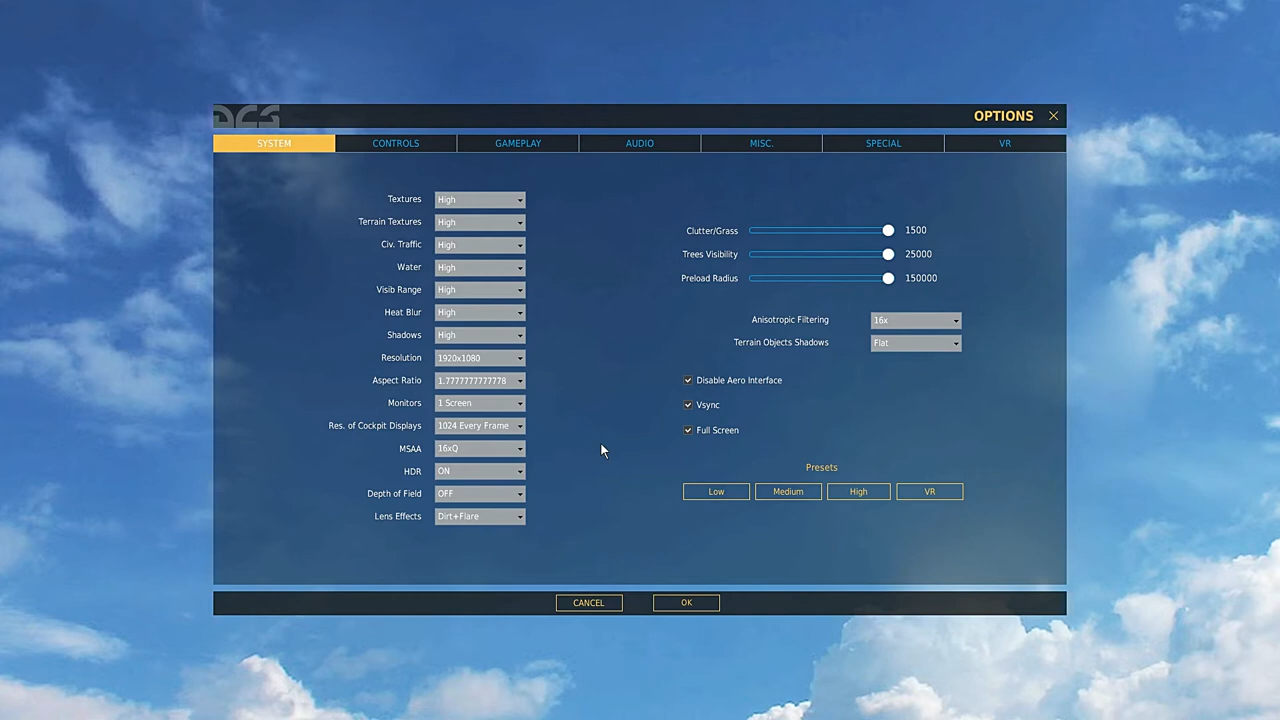 DCS
OPTIONS
SYSTEM CONTROLS GAMEPLAY AUDIO MISC. SPECIAL VR
Textures High
Terrain Textures High
Civ. Traffic High
Water High
Visib Range High
Heat Blur High
Shadows High
Resolution 1920x1080
Aspect Ratio 1.7777777777778
Monitors 1 Screen
Res. of Cockpit Displays 1024 Every Frame
MSAA 16xQ
HDR ON
Depth of Field OFF
Lens Effects Dirt+Flare
Clutter/Grass 1500
Trees Visibility 25000
Preload Radius 150000
Anisotropic Filtering 16x
Terrain Objects Shadows Flat
Disable Aero Interface
Vsync
Full Screen
Presets
Low Medium High VR
CANCEL OK